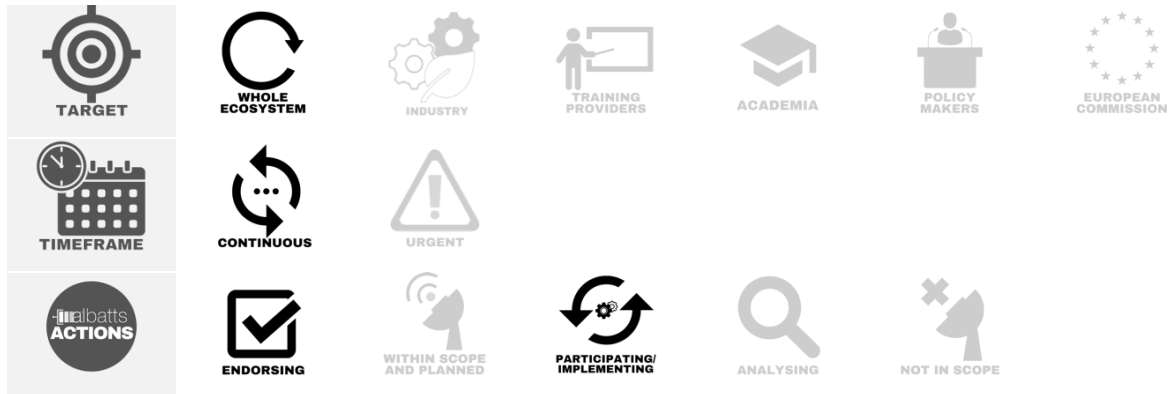 TARGET
WHOLE
ECOSYSTEM
INDUSTRY
TRAINING
PROVIDERS
ACADEMIA
POLICY
MAKERS
EUROPEAN
COMMISSION
TIMEFRAME
CONTINUOUS
URGENT
albatts
ACTIONS
ENDORSING
WITHIN SCOPE
AND PLANNED
PARTICIPATING/
IMPLEMENTING
ANALYSING
NOT IN SCOPE